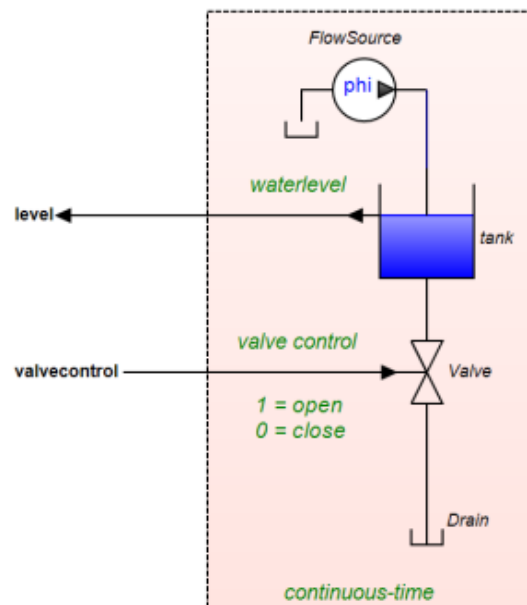 FlowSource
phi
waterlevel
level
tank
valve control
valvecontrol
Valve
1 = open
0 = close
Drain
continuous-time